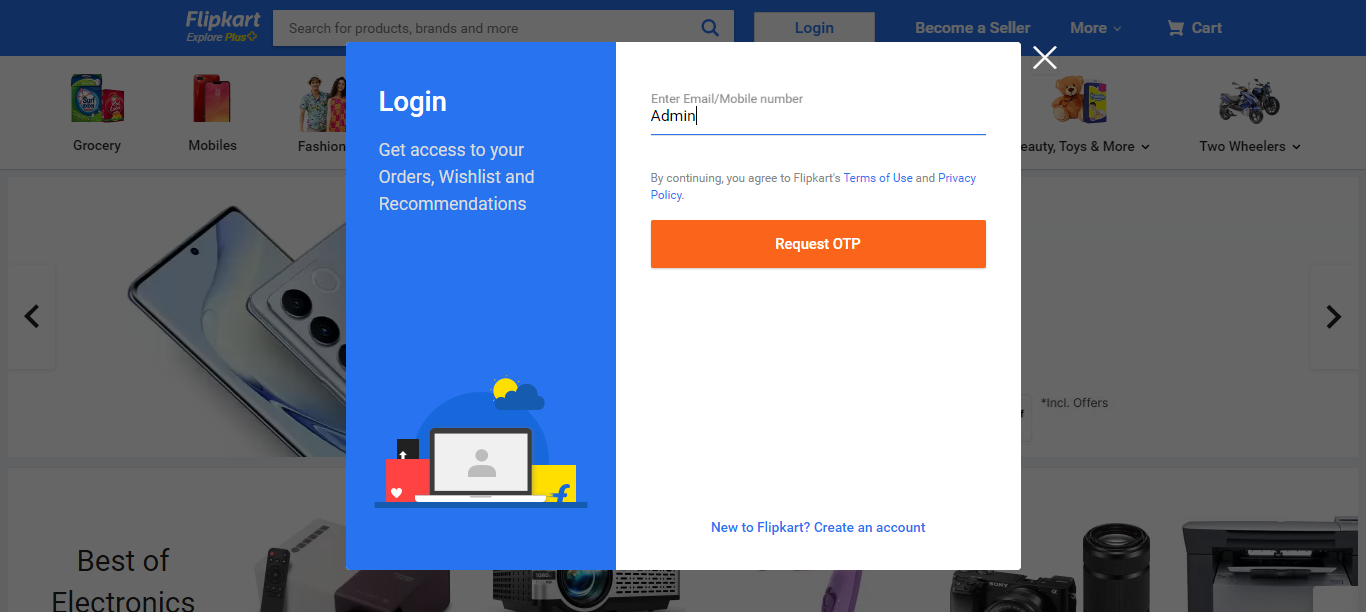 Flipkart
Explore Plus
Search for products, brands and more
Login
Become a Seller
More
Cart
Grocery
Mobiles
Fashion
eauty, Toys & More
Two Wheelers
Login
Get access to your
Orders, Wishlist and
Recommendations
Enter Email/Mobile number
Admin
By continuing, you agree to Flipkart's Terms of Use and Privacy
Policy.
Request OTP
New to Flipkart? Create an account
*Incl. Offers
Best of
Electronics
1080
SONY